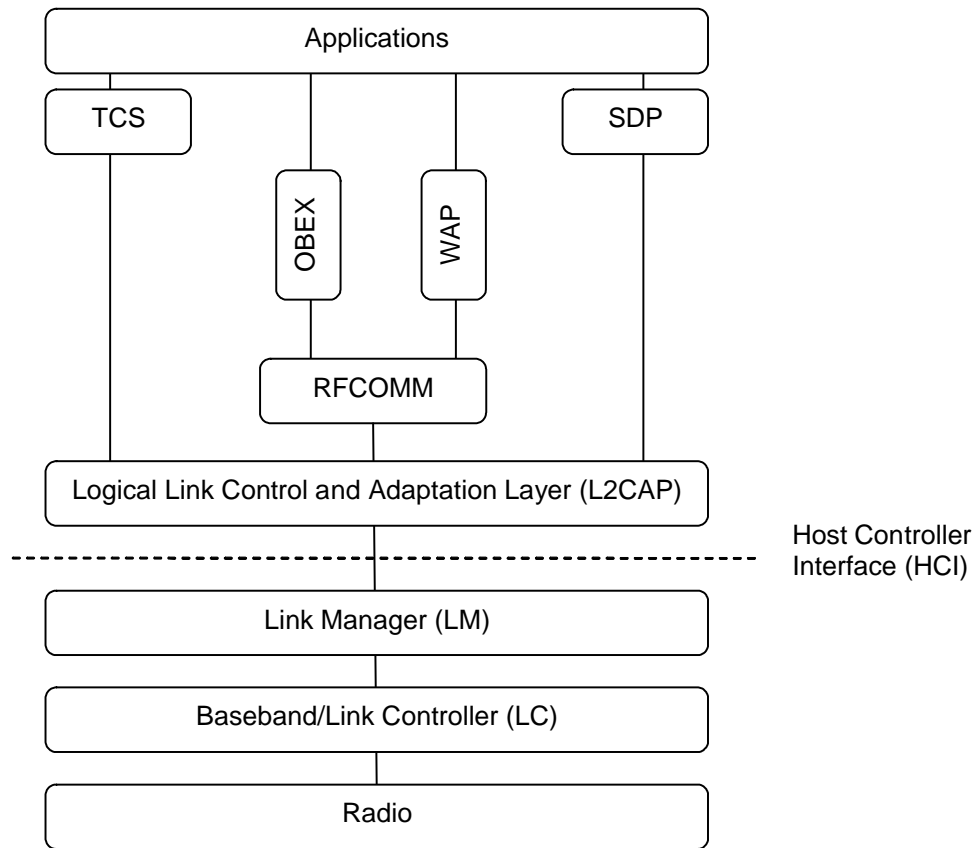 Applications
TCS
SDP
OBEX
WAP
RFCOMM
Logical Link Control and Adaptation Layer (L2CAP)
Host Controller
Interface (HCI)
Link Manager (LM)
Baseband/Link Controller (LC)
Radio